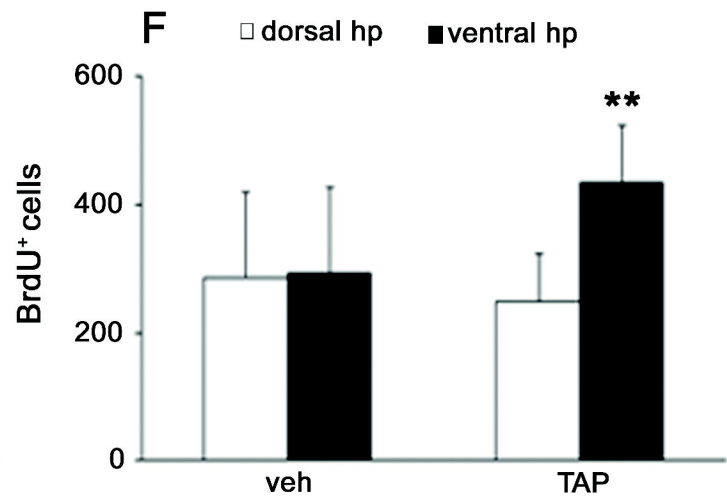 F
dorsal hp ventral hp
600
**
400
BrdU⁺ cells
200
0
veh TAP